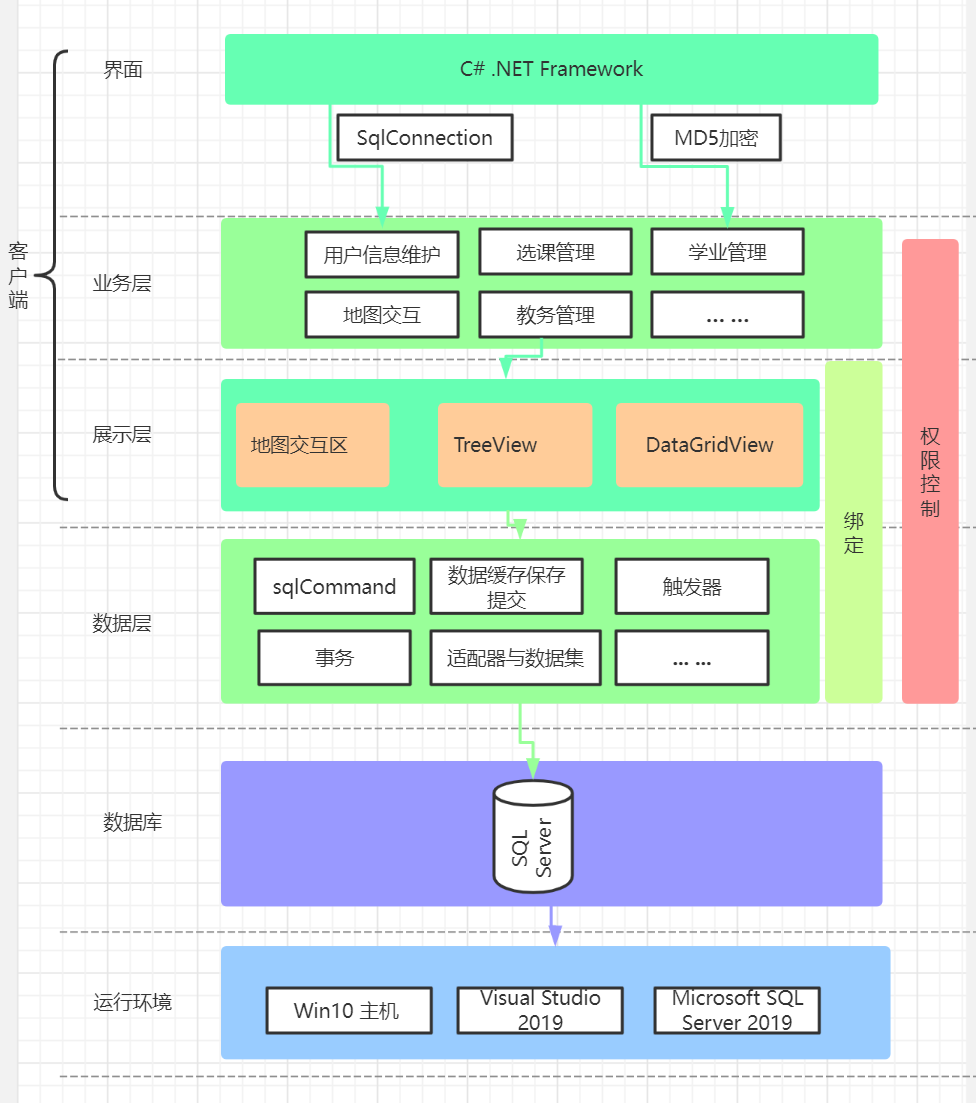 界面
C# .NET Framework
SqlConnection
MD5加密
客
户
端
业务层
用户信息维护
选课管理
学业管理
地图交互
教务管理
... ...
展示层
地图交互区
TreeView
DataGridView
绑
定
权
限
控
制
数据层
sqlCommand
数据缓存保存
提交
触发器
事务
适配器与数据集
... ...
数据库
SQL
Server
运行环境
Win10 主机
Visual Studio
2019
Microsoft SQL
Server 2019